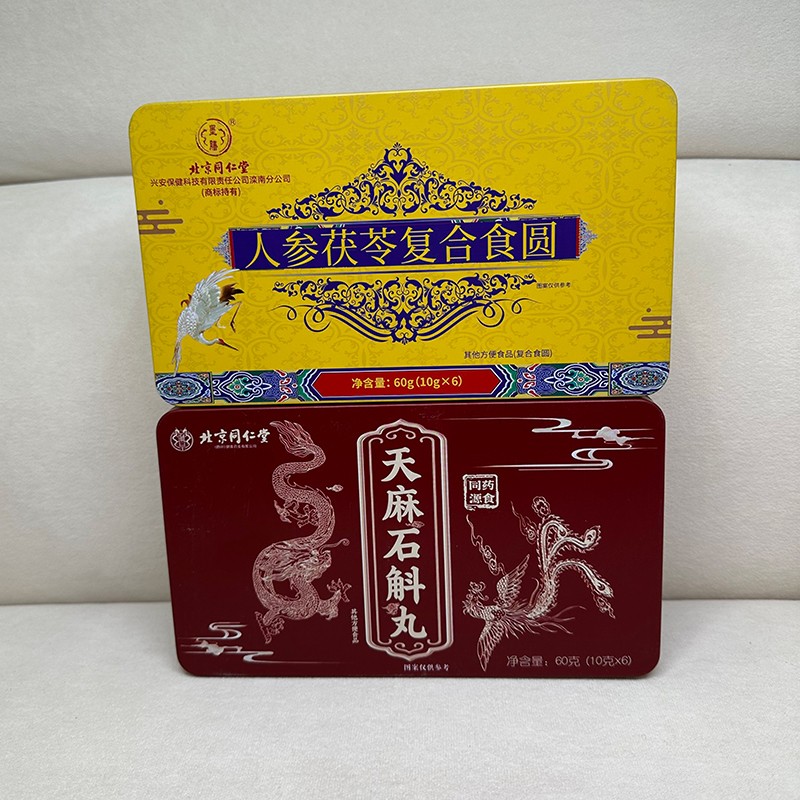 ®
北京同仁堂
兴安保健科技有限责任公司滦南分公司
(商标持有)
人参茯苓复合食圆
图案仅供参考
其他方便食品(复合食圆)
净含量：60g(10g×6)
北京同仁堂
天麻石斛丸
同药
源食
其他方便食品
图案仅供参考
净含量：60克 (10克x6)